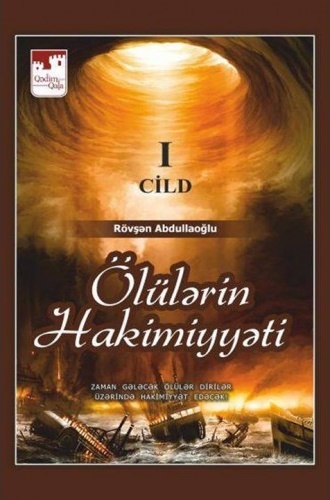 Qədim
Qala
I
CİLD
Rövşən Abdullaoğlu
Ölülərin
Hakimiyyəti
ZAMAN GƏLƏCƏK ÖLÜLƏR DİRİLƏR
ÜZƏRİNDƏ HAKİMİYYƏT EDƏCƏK!